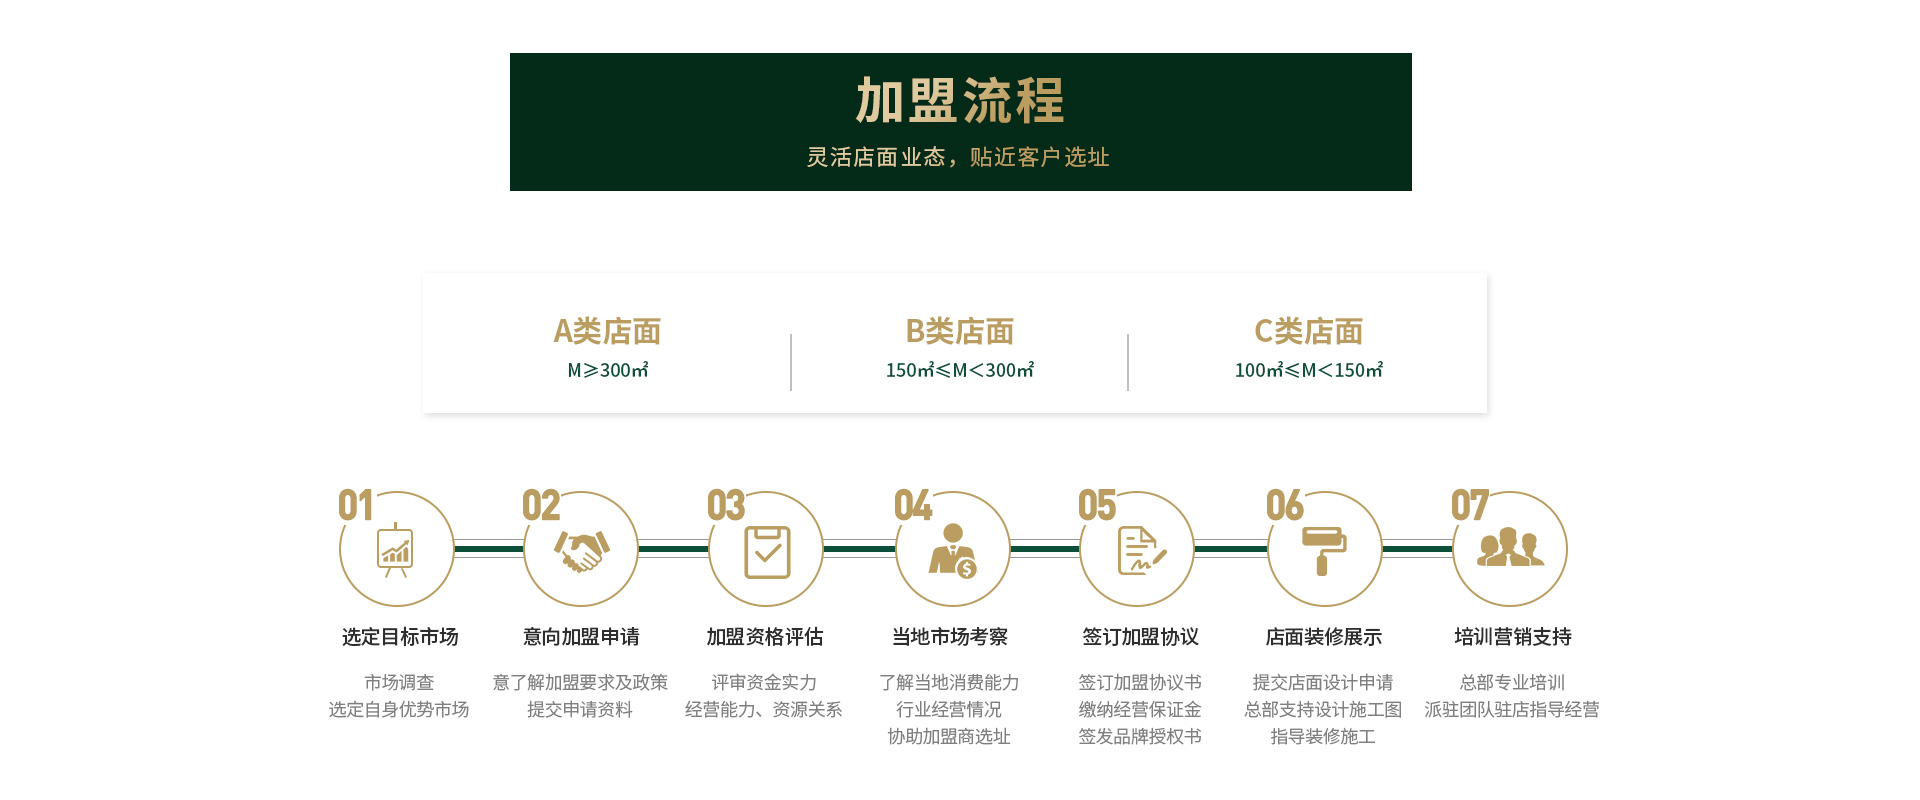 加盟流程
灵活店面业态，贴近客户选址
A类店面
M≥300㎡
B类店面
150㎡≤M＜300㎡
C类店面
100㎡≤M＜150㎡
01
选定目标市场
市场调查
选定自身优势市场
02
意向加盟申请
意了解加盟要求及政策
提交申请资料
03
加盟资格评估
评审资金实力
经营能力、资源关系
04
当地市场考察
了解当地消费能力
行业经营情况
协助加盟商选址
05
签订加盟协议
签订加盟协议书
缴纳经营保证金
签发品牌授权书
06
店面装修展示
提交店面设计申请
总部支持设计施工图
指导装修施工
07
培训营销支持
总部专业培训
派驻团队驻店指导经营